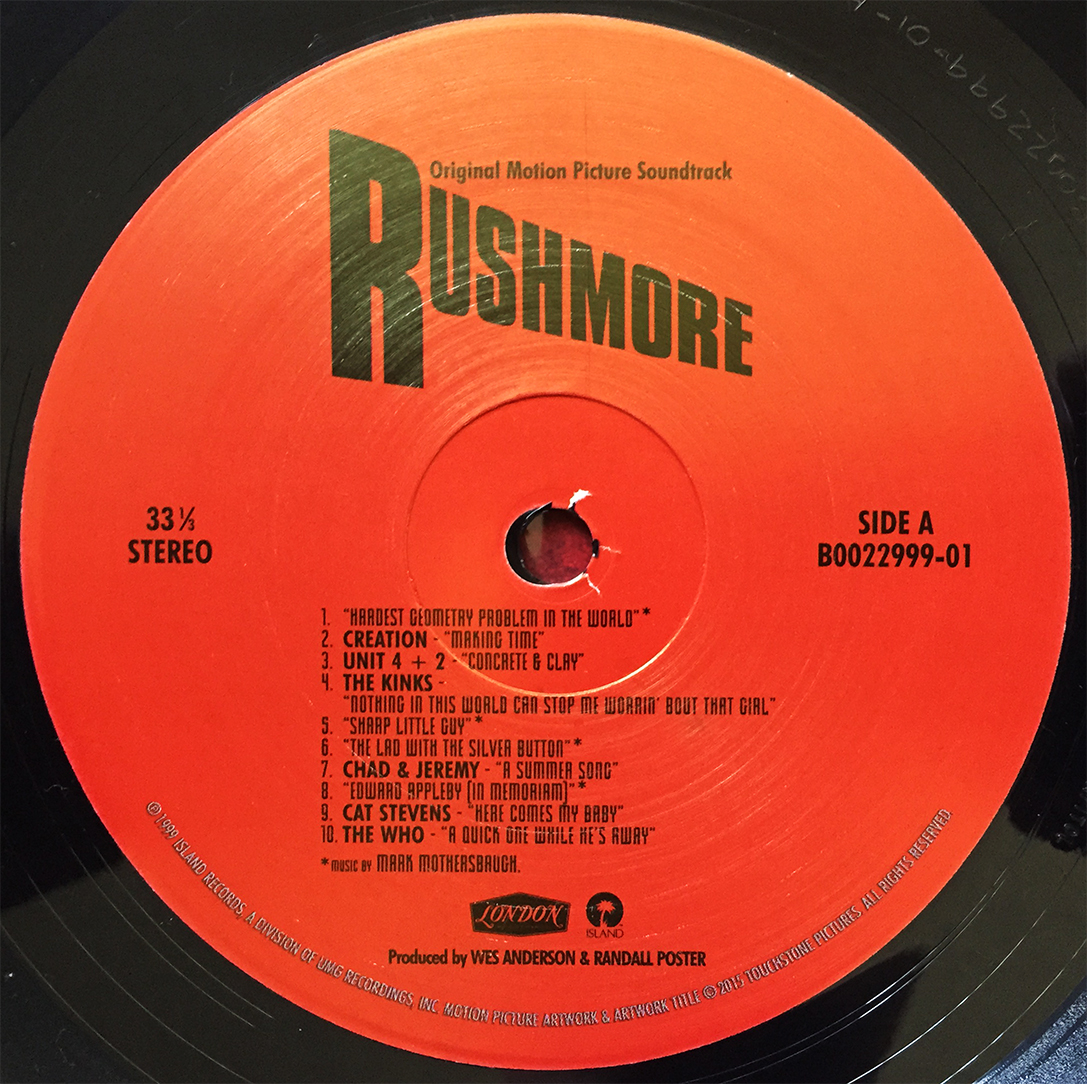 Original Motion Picture Soundtrack
RUSHMORE
33 ⅓
STEREO
SIDE A
B0022999-01
1. "HARDEST GEOMETRY PROBLEM IN THE WORLD"*
2. CREATION - "MAKING TIME"
3. UNIT 4 + 2 - "CONCRETE & CLAY"
4. THE KINKS -
"NOTHING IN THIS WORLD CAN STOP ME WORRIN' BOUT THAT GIRL"
5. "SHARP LITTLE GUY"*
6. "THE LAD WITH THE SILVER BUTTON"*
7. CHAD & JEREMY - "A SUMMER SONG"
8. "EDWARD APPLEBY (IN MEMORIAM)"*
9. CAT STEVENS - "HERE COMES MY BABY"
10. THE WHO - "A QUICK ONE WHILE HE'S AWAY"
*MUSIC BY MARK MOTHERSBAUGH.
LONDON
ISLAND
Produced by WES ANDERSON & RANDALL POSTER
℗ 1999 ISLAND RECORDS, A DIVISION OF UMG RECORDINGS, INC. MOTION PICTURE ARTWORK & ARTWORK TITLE © 2015 TOUCHSTONE PICTURES. ALL RIGHTS RESERVED.